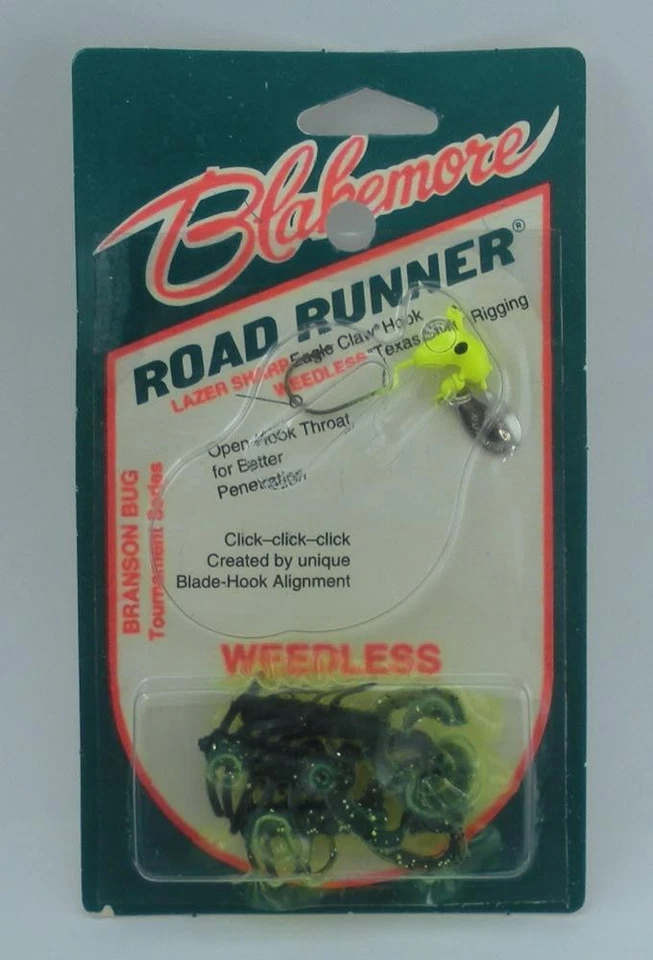 Blakemore
ROAD RUNNER®
LAZER SHARP Eagle Claw® Hook
WEEDLESS "Texas Style" Rigging
Open Hook Throat
for Better
Penetration
Click–click–click
Created by unique
Blade-Hook Alignment
BRANSON BUG
Tournament Series
WEEDLESS